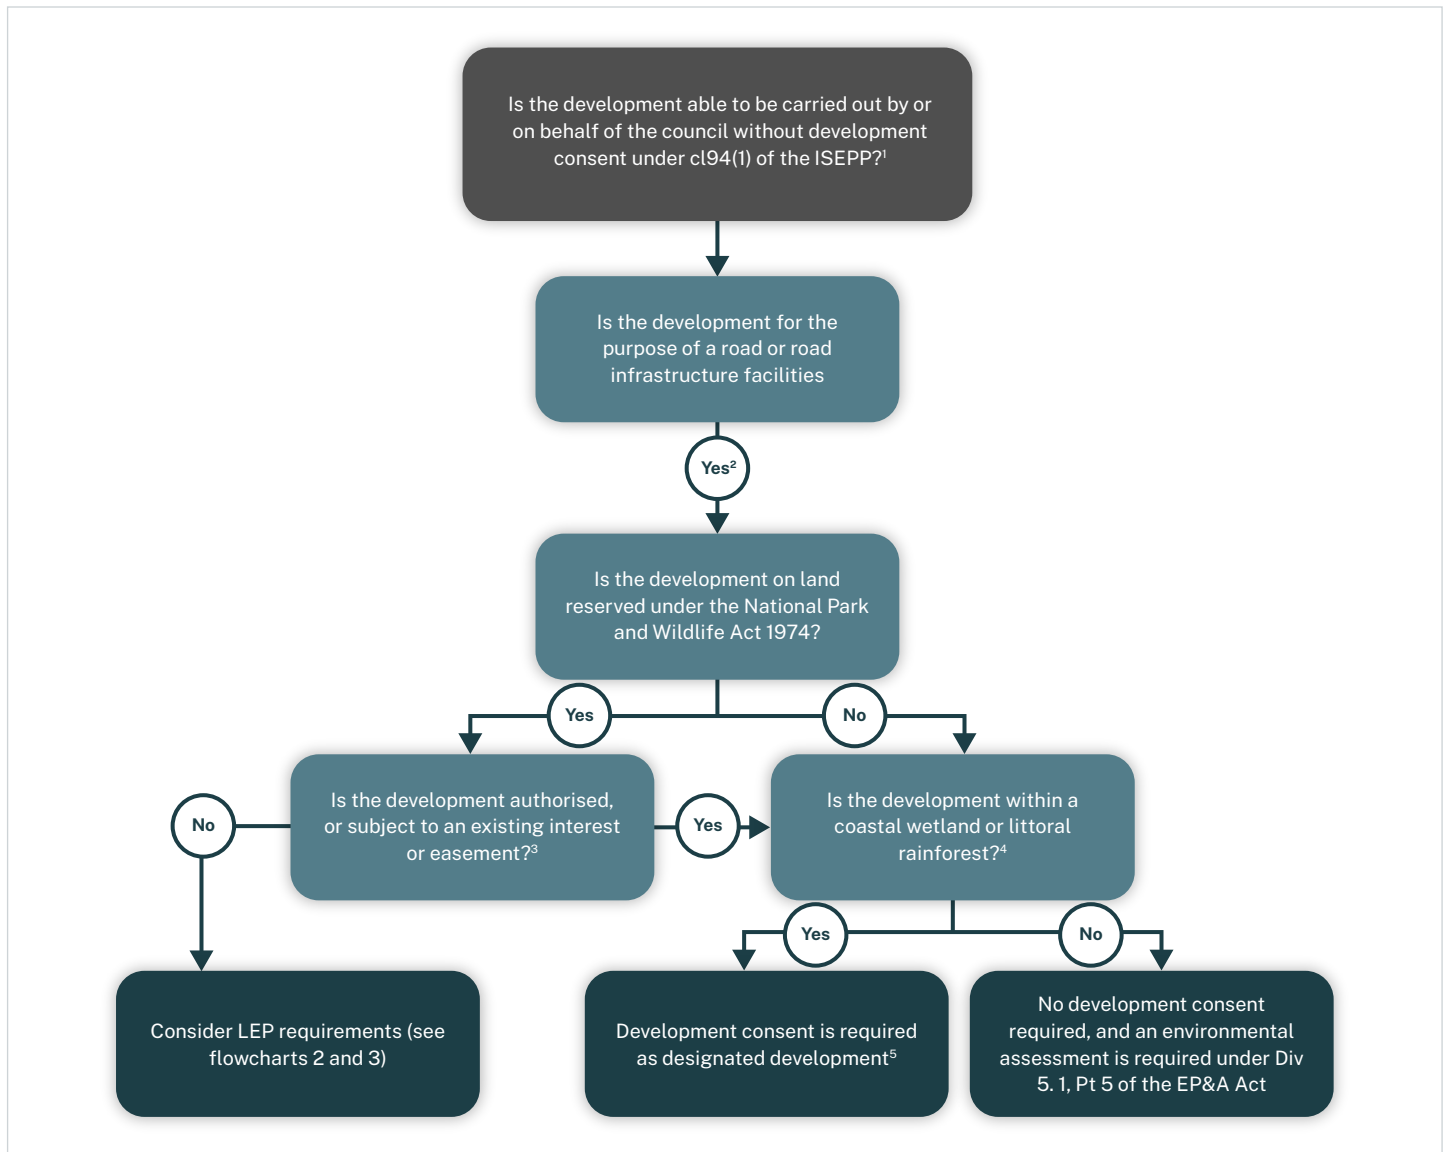 Is the development able to be carried out by or
on behalf of the council without development
consent under cl94(1) of the ISEPP?¹
Is the development for the
purpose of a road or road
infrastructure facilities
Yes²
Is the development on land
reserved under the National Park
and Wildlife Act 1974?
Yes
No
No
Is the development authorised,
or subject to an existing interest
or easement?³
Yes
Is the development within a
coastal wetland or littoral
rainforest?⁴
Yes
No
Consider LEP requirements (see
flowcharts 2 and 3)
Development consent is required
as designated development⁵
No development consent
required, and an environmental
assessment is required under Div
5. 1, Pt 5 of the EP&A Act